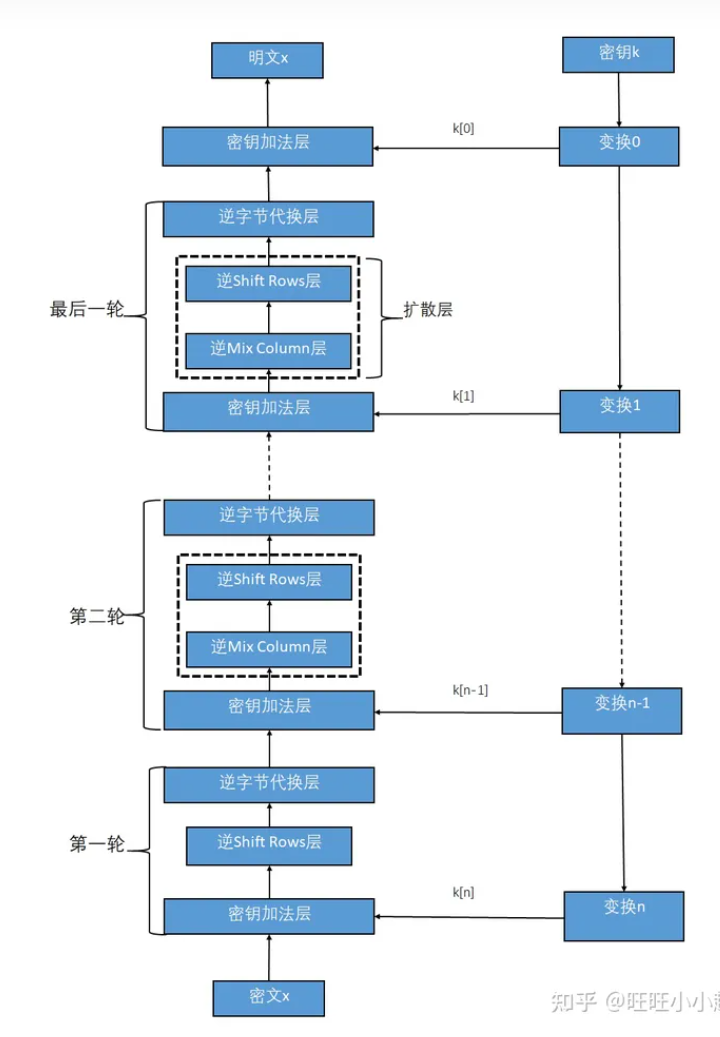 明文x
密钥k
密钥加法层
k[0]
变换0
逆字节代换层
逆Shift Rows层
最后一轮
扩散层
逆Mix Column层
密钥加法层
k[1]
变换1
逆字节代换层
逆Shift Rows层
第二轮
逆Mix Column层
密钥加法层
k[n-1]
变换n-1
逆字节代换层
逆Shift Rows层
第一轮
密钥加法层
k[n]
变换n
密文x
知乎 @旺旺小小